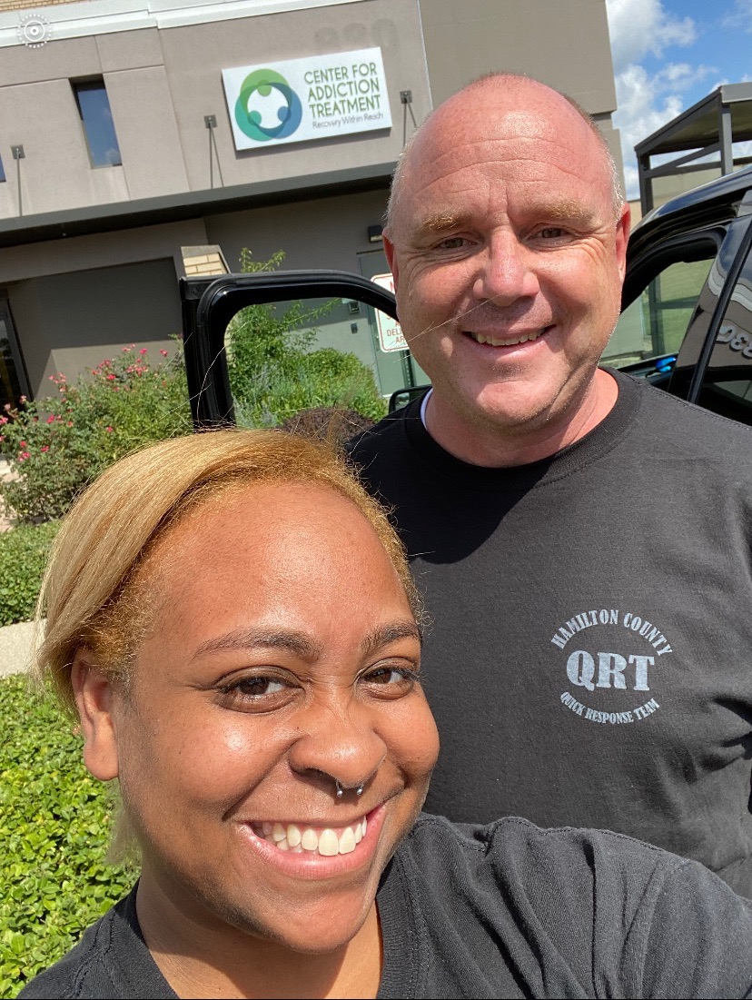 CENTER FOR
ADDICTION
TREATMENT
Recovery Within Reach
HAMILTON COUNTY
QRT
QUICK RESPONSE TEAM